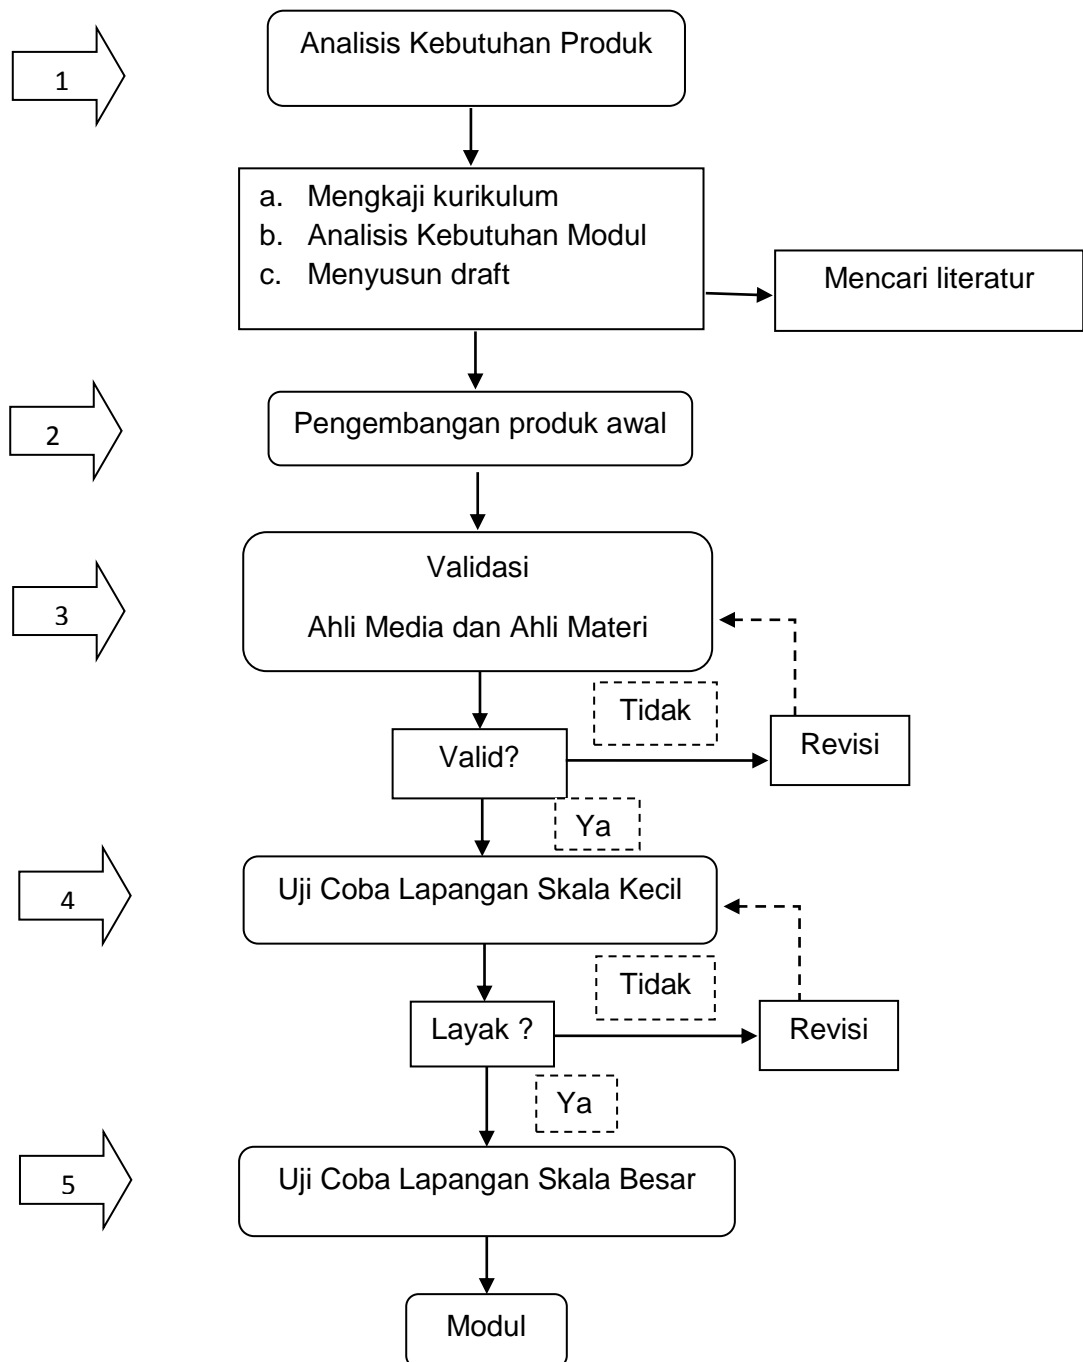 1
Analisis Kebutuhan Produk
a. Mengkaji kurikulum
b. Analisis Kebutuhan Modul
c. Menyusun draft
Mencari literatur
2
Pengembangan produk awal
3
Validasi
Ahli Media dan Ahli Materi
Tidak
Valid?
Revisi
Ya
4
Uji Coba Lapangan Skala Kecil
Tidak
Layak ?
Revisi
Ya
5
Uji Coba Lapangan Skala Besar
Modul